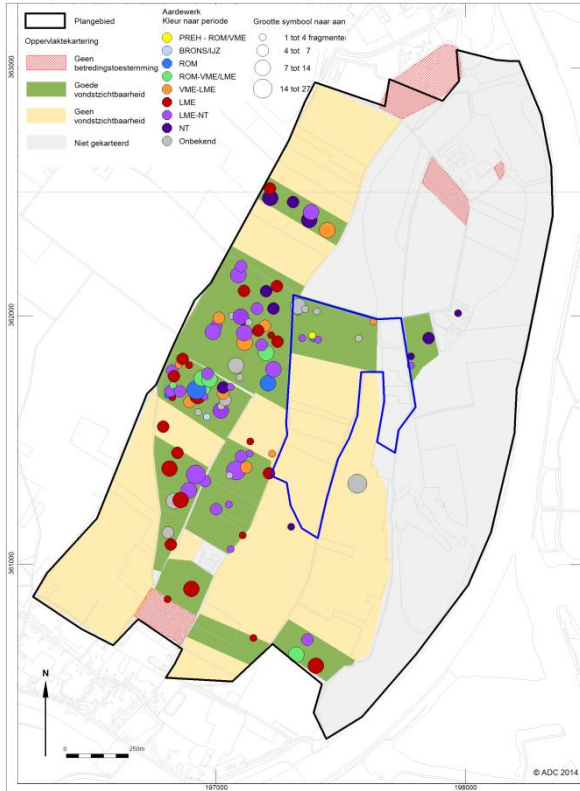 Plangebied
Oppervlaktekartering
Geen
betredingstoestemming
Goede
vondstzichtbaarheid
Geen
vondstzichtbaarheid
Niet gekarteerd
Aardewerk
Kleur naar periode
PREH - ROM/VME
BRONS/IJZ
ROM
ROM-VME/LME
VME-LME
LME
LME-NT
NT
Onbekend
Grootte symbool naar aan
1 tot 4 fragmente
4 tot 7
7 tot 14
14 tot 27
363000
362000
361000
N
0
250m
197000
198000
© ADC 2014